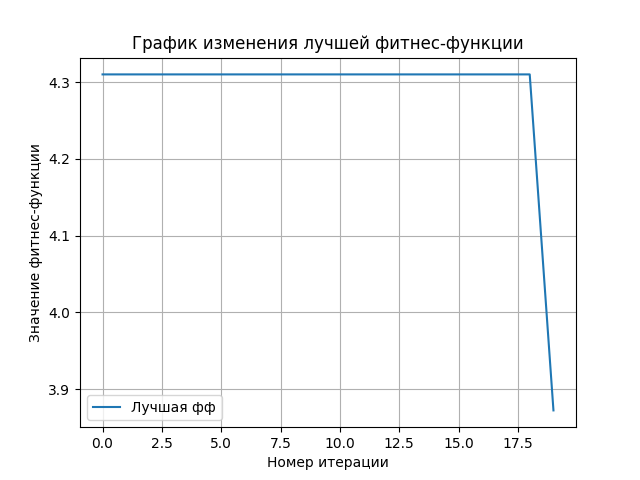 График изменения лучшей фитнес-функции
4.3
4.2
4.1
4.0
3.9
Значение фитнес-функции
Лучшая фф
0.0 2.5 5.0 7.5 10.0 12.5 15.0 17.5
Номер итерации